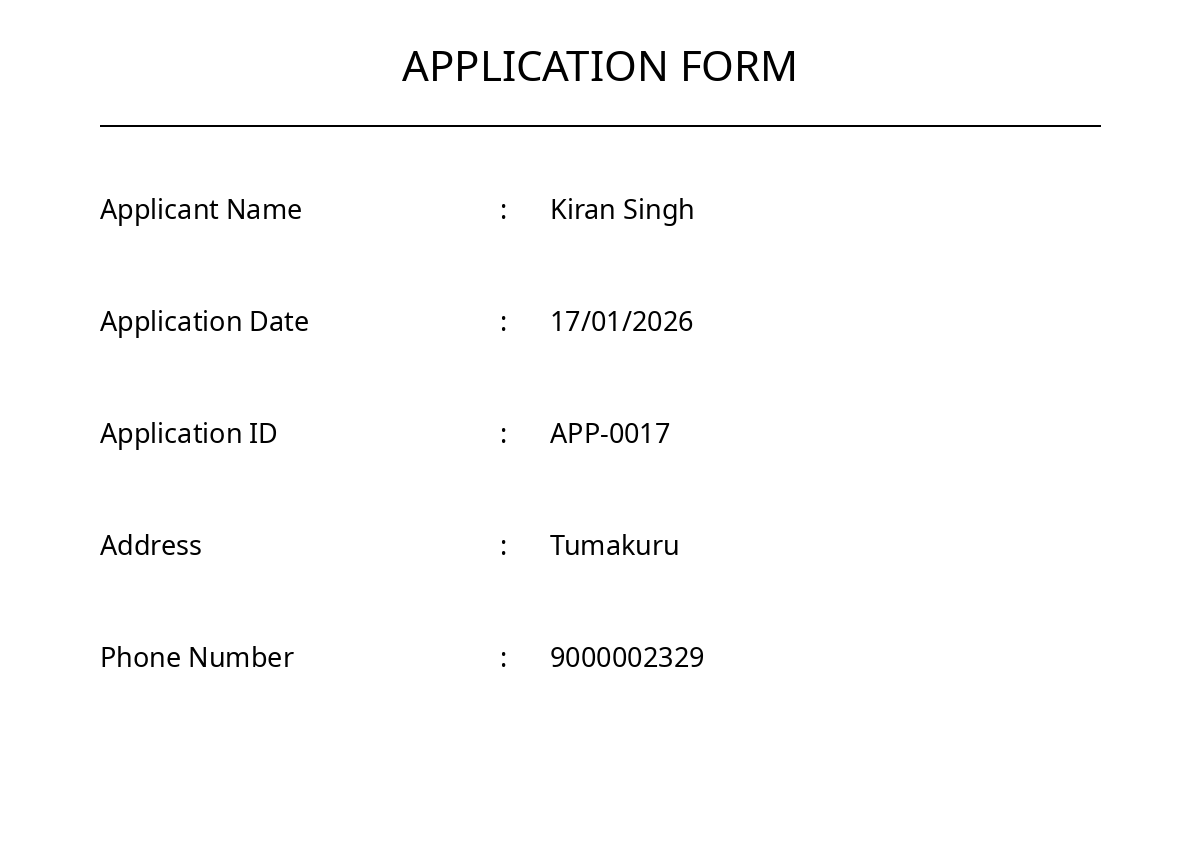 APPLICATION FORM
Applicant Name : Kiran Singh
Application Date : 17/01/2026
Application ID : APP-0017
Address : Tumakuru
Phone Number : 9000002329